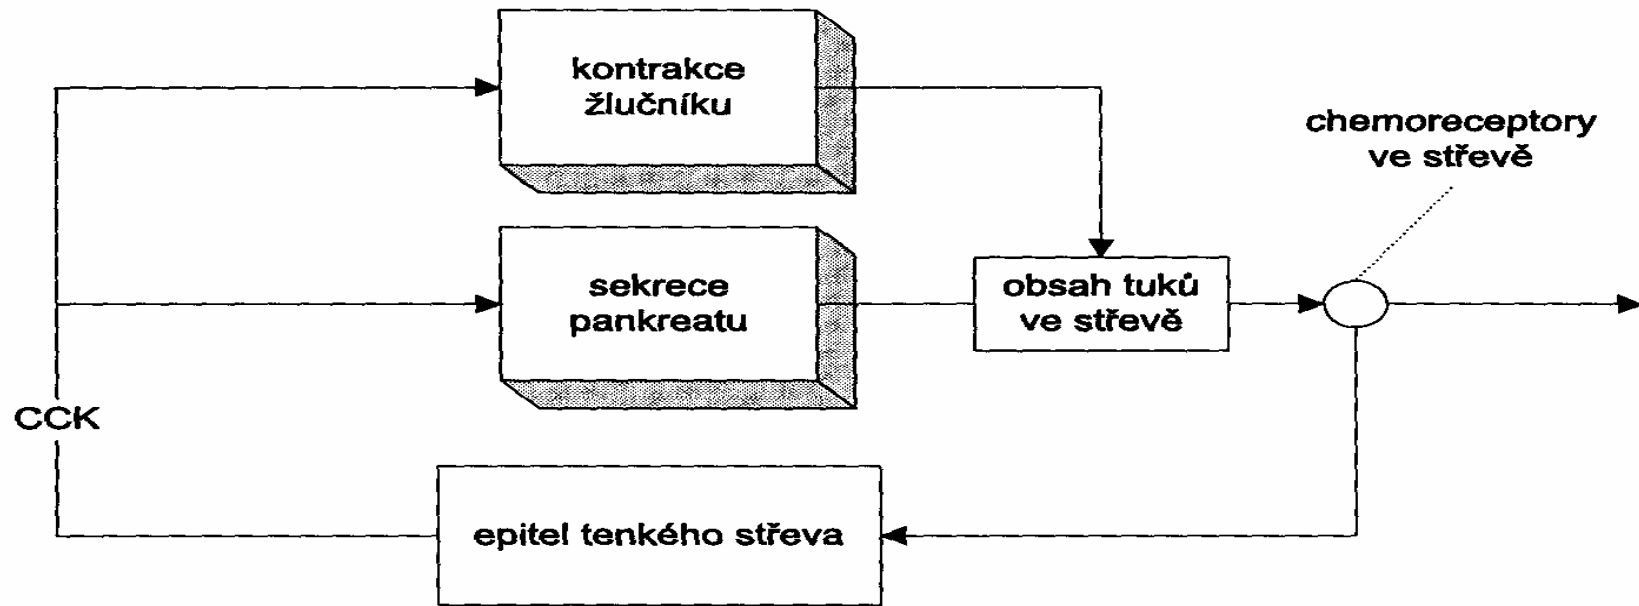 kontrakce
žlučníku
chemoreceptory
ve střevě
sekrece
pankreatu
obsah tuků
ve střevě
CCK
epitel tenkého střeva